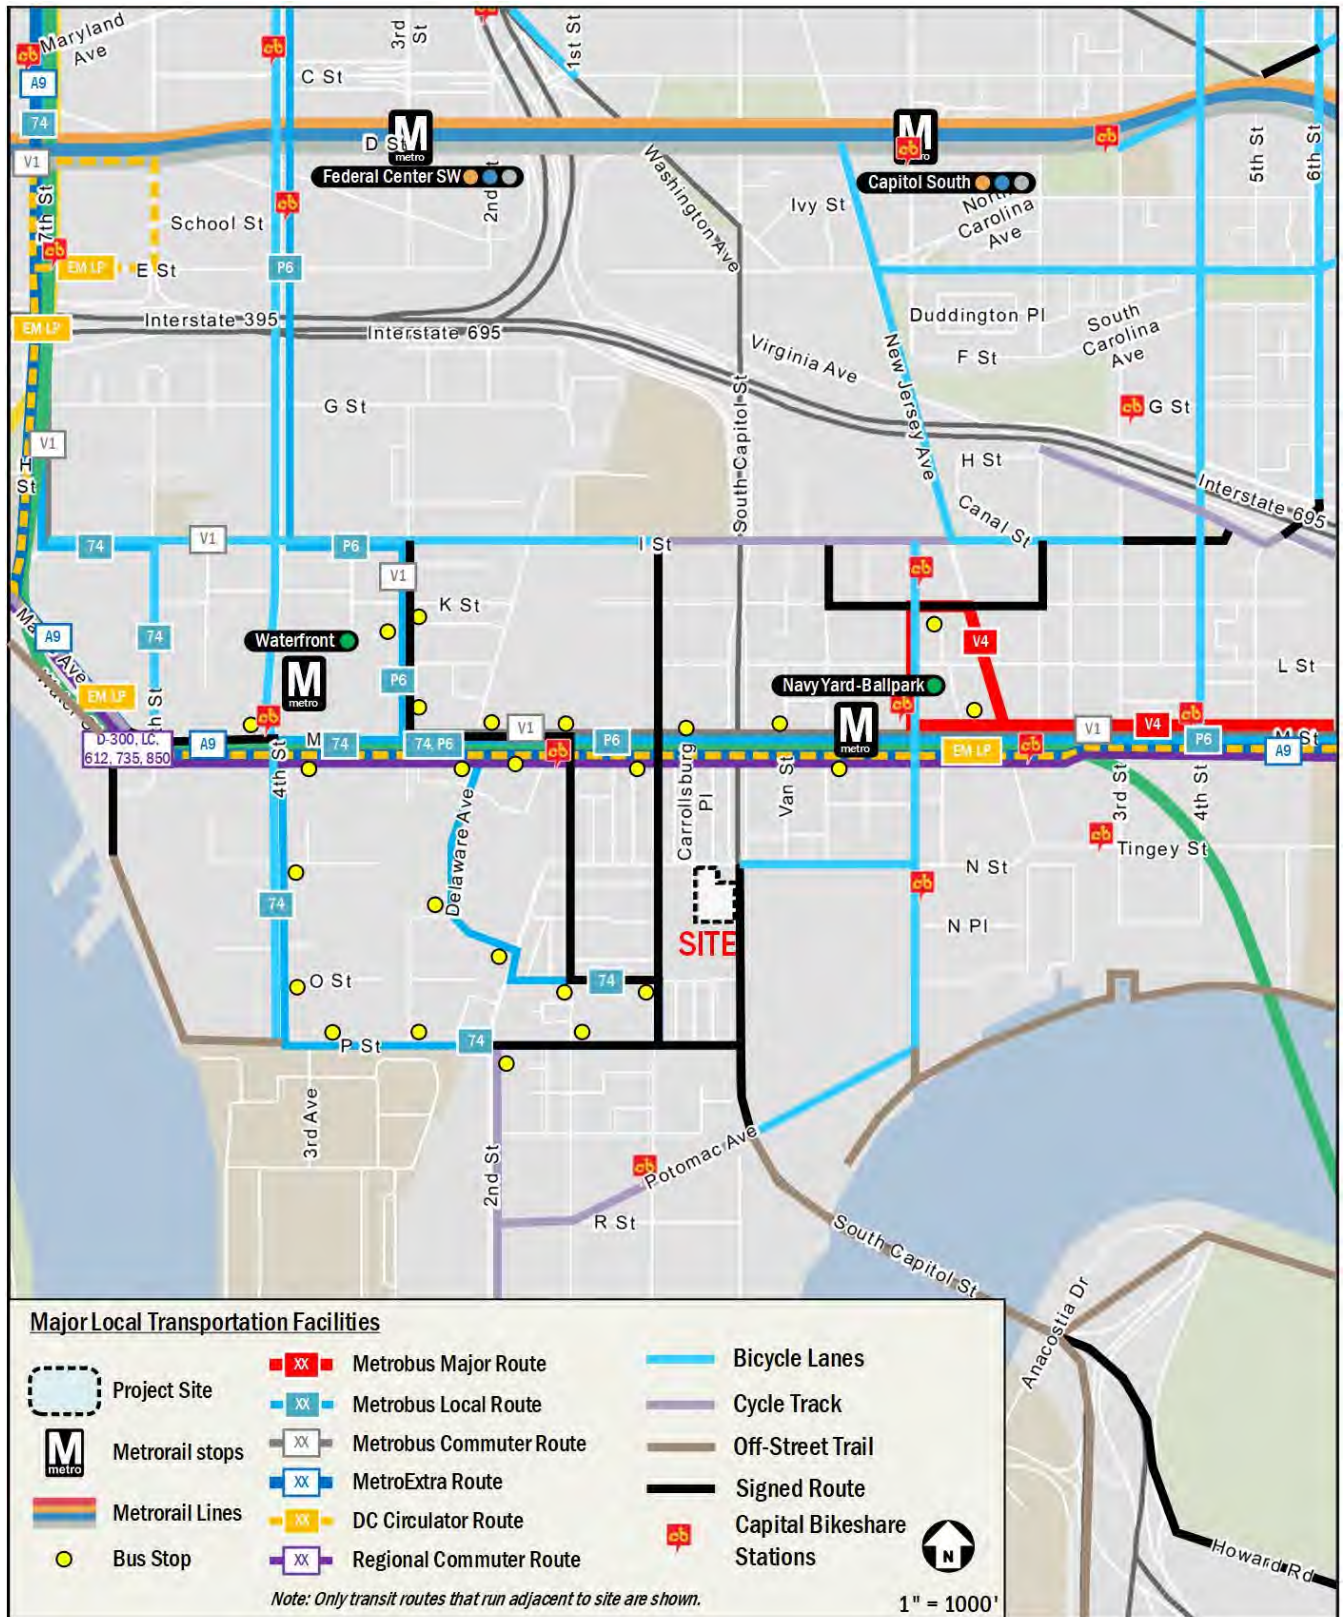 Maryland
Ave
3rd
St
1st St
A9
C St
74
D St
M
metro
M
Federal Center SW
Capitol South
V1
7th St
2nd
Washington Ave
Ivy St
North
Carolina
Ave
5th St
6th St
School St
EM LP
E St
P6
EM LP
Interstate 395
Interstate 695
Duddington Pl
South
Carolina
Ave
F St
Virginia Ave
New Jersey Ave
G St
G St
V1
I
St
South Capitol St
H St
Interstate 695
Canal St
74
V1
P6
I St
V1
K St
A9
74
Waterfront
M
metro
P6
V4
L St
Navy Yard-Ballpark
M
metro
Ave
EM LP
D-300, LC,
612, 735, 850
A9
M
74
74, P6
V1
P6
EM LP
V1
V4
P6
M St
A9
4th St
Delaware Ave
Carrollsburg
Pl
Van St
3rd St
4th St
Tingey St
N St
74
SITE
N Pl
O St
74
P St
74
3rd Ave
2nd St
Potomac Ave
R St
South Capitol St
Anacostia Dr
Howard Rd
Major Local Transportation Facilities
Project Site
M
metro
Metrorail stops
Metrorail Lines
Bus Stop
XX
Metrobus Major Route
XX
Metrobus Local Route
XX
Metrobus Commuter Route
XX
MetroExtra Route
XX
DC Circulator Route
XX
Regional Commuter Route
Bicycle Lanes
Cycle Track
Off-Street Trail
Signed Route
cb
Capital Bikeshare
Stations
N
Note: Only transit routes that run adjacent to site are shown.
1" = 1000'